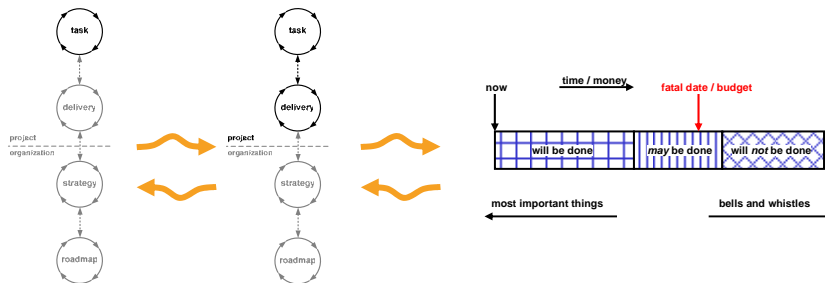 task
delivery
project
organization
strategy
roadmap
task
delivery
project
organization
strategy
roadmap
time / money
now
fatal date / budget
will be done
may be done
will not be done
most important things
bells and whistles